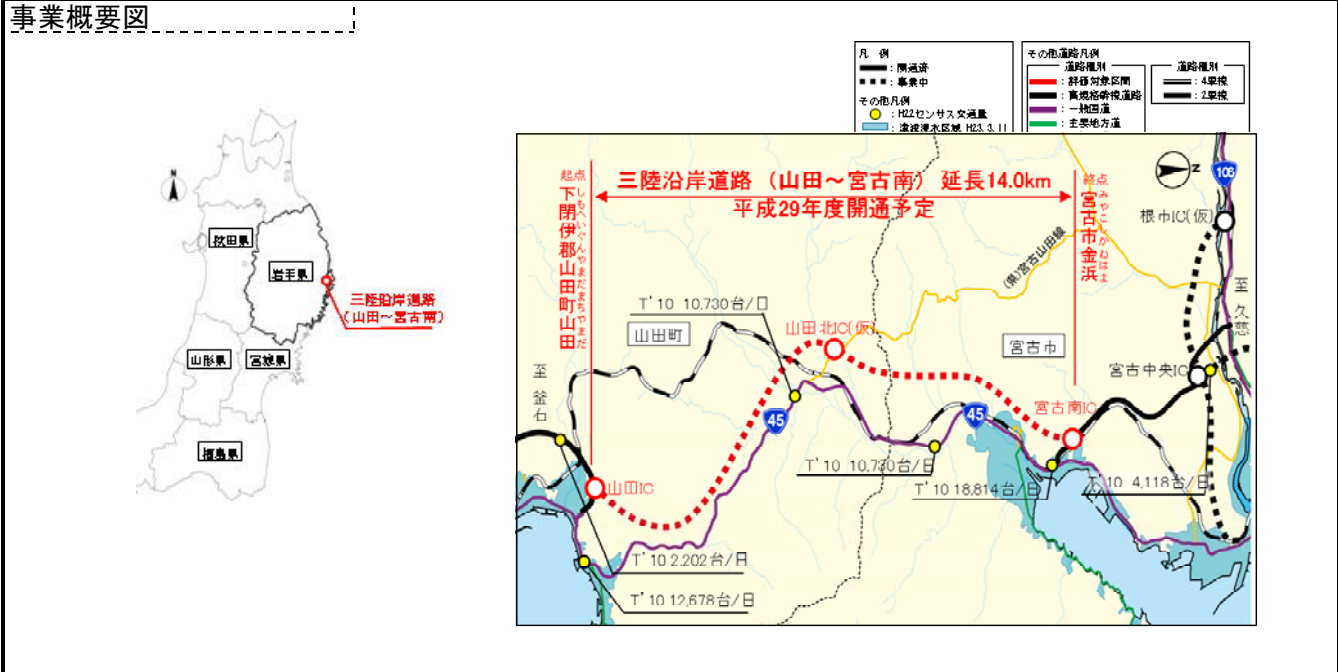 事業概要図
凡 例
：開通済
：事業中
その他凡例
：H22センサス交通量
：津波浸水区域 H23.3.11
その他道路凡例
道路種別
：評価対象区間
：高規格幹線道路
：一般国道
：主要地方道
道路種別
：4車線
：2車線
N
秋田県
岩手県
山形県
宮城県
福島県
三陸沿岸道路
（山田～宮古南）
三陸沿岸道路（山田～宮古南）延長14.0km
平成29年度開通予定
起点
下閉伊郡山田町山田
しもへいぐんやまだまちやまだ
終点
宮古市金浜
みやこしかねはま
N
106
根市IC(仮)
至 久慈
(県)宮古山田線
T'10 10,730台/日
山田町
山田北IC(仮)
宮古市
宮古中央IC
至 釜石
宮古南IC
45
45
T'10 10,730台/日
T'10 18,814台/日
T'10 4,118台/日
山田IC
T'10 2,202台/日
T'10 12,678台/日